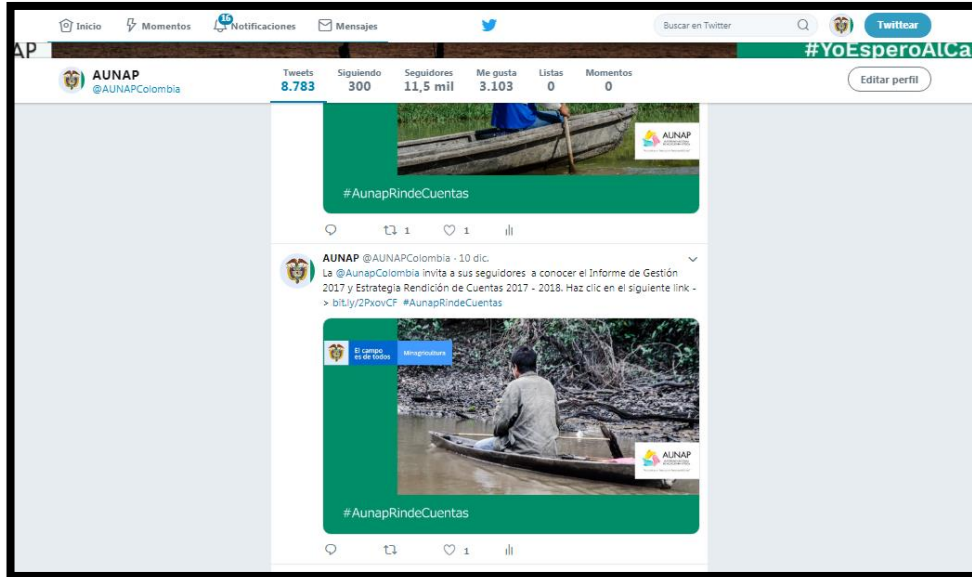 Inicio Momentos 16 Notificaciones Mensajes Buscar en Twitter Twittear
AP #YoEsperoAlCa
AUNAP
@AUNAPColombia
Tweets Siguiendo Seguidores Me gusta Listas Momentos
8.783 300 11,5 mil 3.103 0 0
Editar perfil
AUNAP
#AunapRindeCuentas
1 1
AUNAP @AUNAPColombia · 10 dic.
La @AunapColombia invita a sus seguidores a conocer el Informe de Gestión
2017 y Estrategia Rendición de Cuentas 2017 - 2018. Haz clic en el siguiente link -
> bit.ly/2PxovCF #AunapRindeCuentas
El campo
es de todos
Minagricultura
AUNAP
#AunapRindeCuentas
1